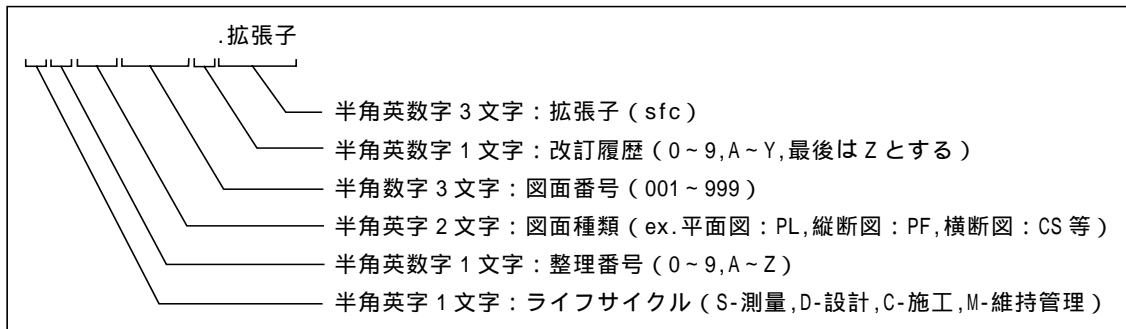 .拡張子
半角英数字3文字：拡張子（sfc）
半角英数字1文字：改訂履歴（0～9,A～Y,最後はZとする）
半角数字3文字：図面番号（001～999）
半角英字2文字：図面種類（ex.平面図：PL,縦断図：PF,横断図：CS等）
半角英数字1文字：整理番号（0～9,A～Z）
半角英字1文字：ライフサイクル（S-測量,D-設計,C-施工,M-維持管理）